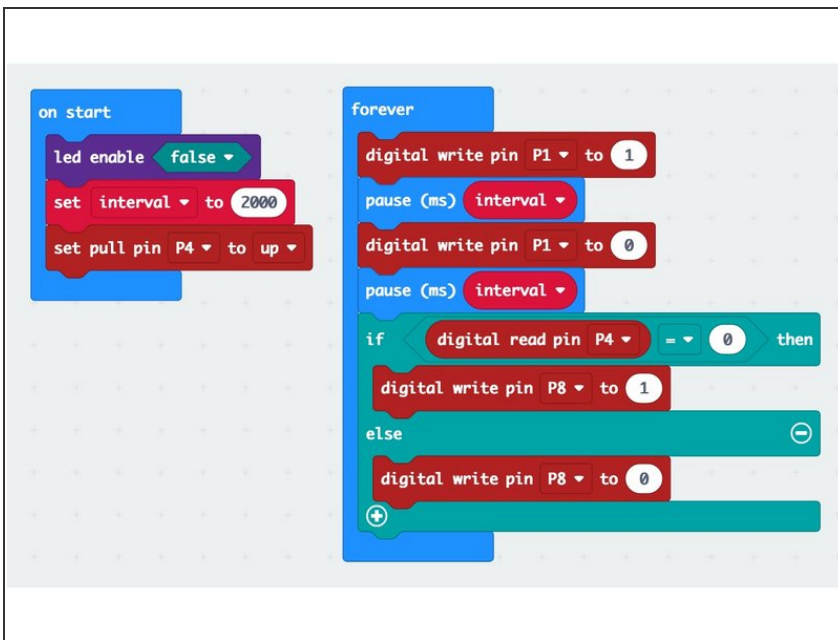 on start
led enable false
set interval to 2000
set pull pin P4 to up
forever
digital write pin P1 to 1
pause (ms) interval
digital write pin P1 to 0
pause (ms) interval
if digital read pin P4 = 0 then
digital write pin P8 to 1
else
digital write pin P8 to 0